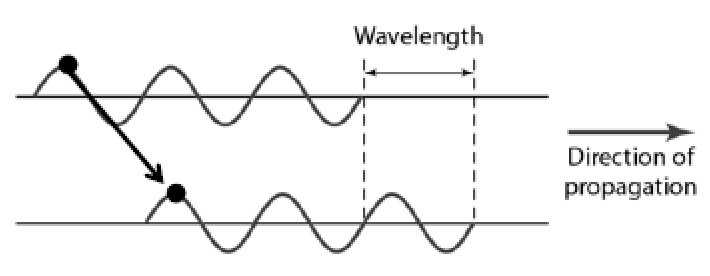 Wavelength
Direction of
propagation